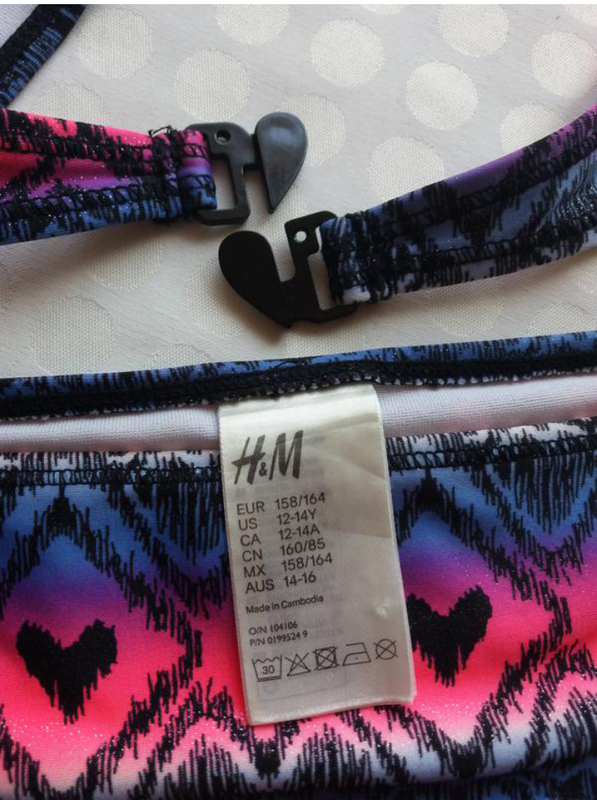 H&M
EUR 158/164
US 12-14Y
CA 12-14A
CN 160/85
MX 158/164
AUS 14-16
Made in Cambodia
O/N 104106
P/N 0199524 9
30